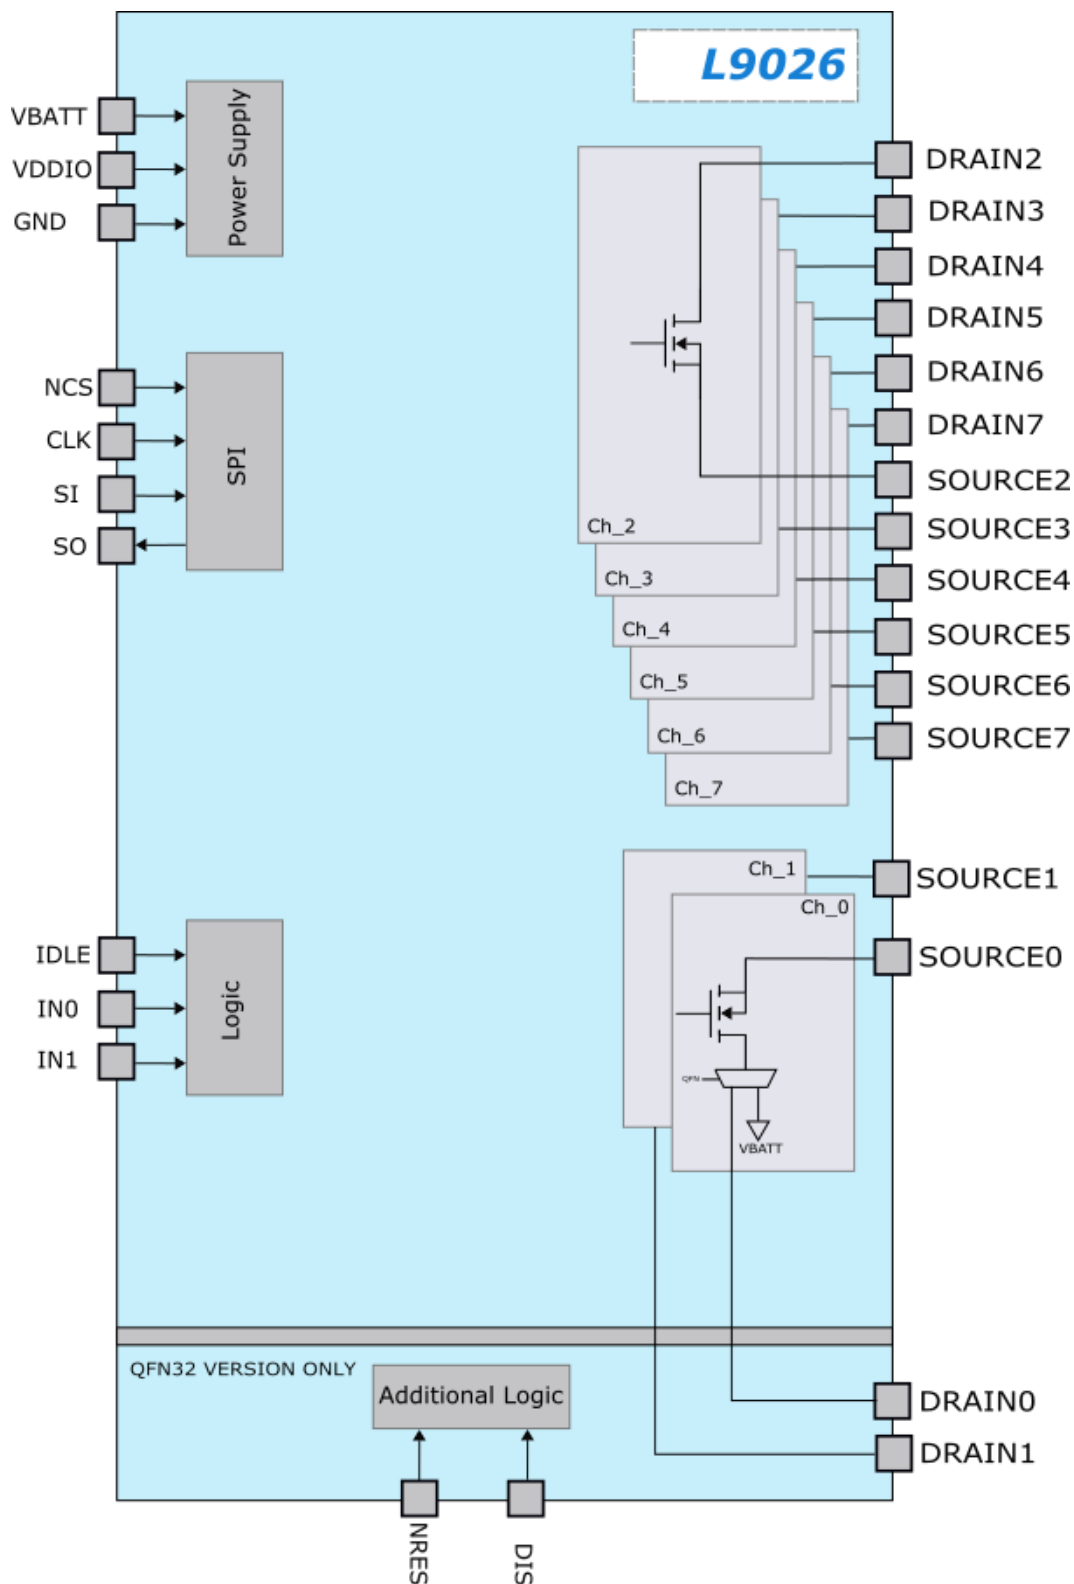 L9026
VBATT
VDDIO
GND
Power Supply
NCS
CLK
SI
SO
SPI
IDLE
IN0
IN1
Logic
DRAIN2
DRAIN3
DRAIN4
DRAIN5
DRAIN6
DRAIN7
SOURCE2
SOURCE3
SOURCE4
SOURCE5
SOURCE6
SOURCE7
Ch_2
Ch_3
Ch_4
Ch_5
Ch_6
Ch_7
Ch_1
SOURCE1
Ch_0
SOURCE0
QFN
VBATT
QFN32 VERSION ONLY
Additional Logic
DRAIN0
DRAIN1
NRES
DIS